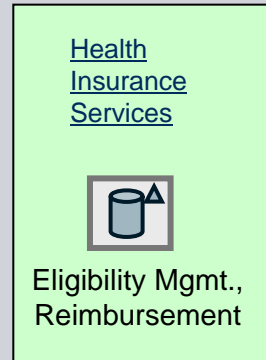 Health
Insurance
Services
Eligibility Mgmt.,
Reimbursement